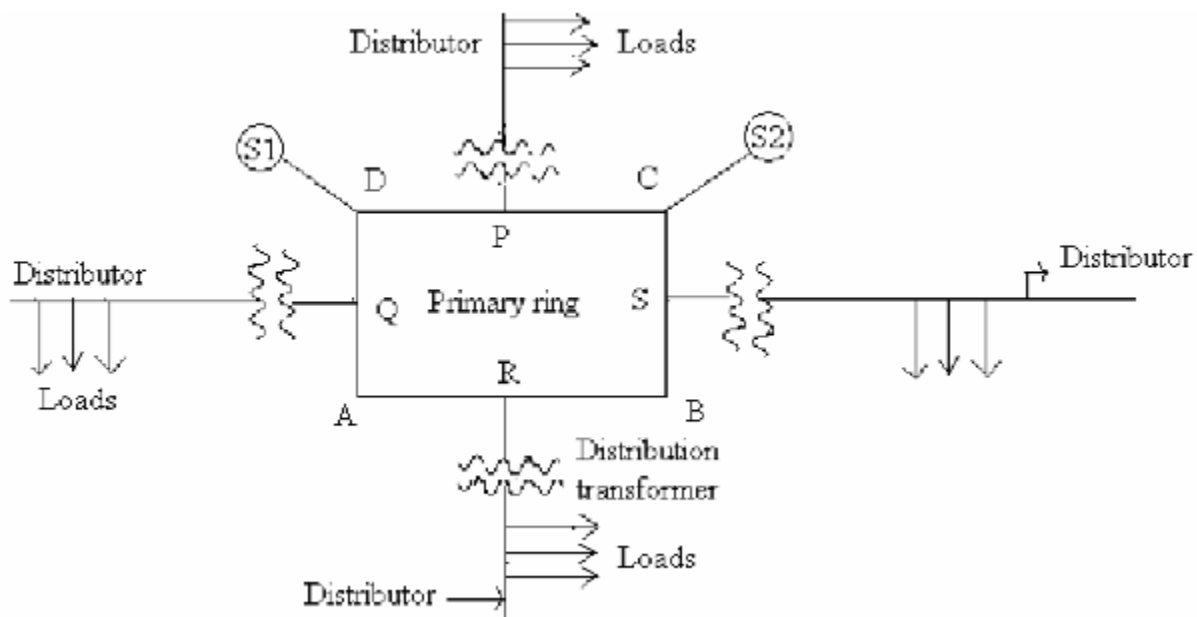 Distributor
Loads
S1
S2
D
C
P
Distributor
Distributor
Q
Primary ring
S
R
Loads
A
B
Distribution
transformer
Loads
Distributor